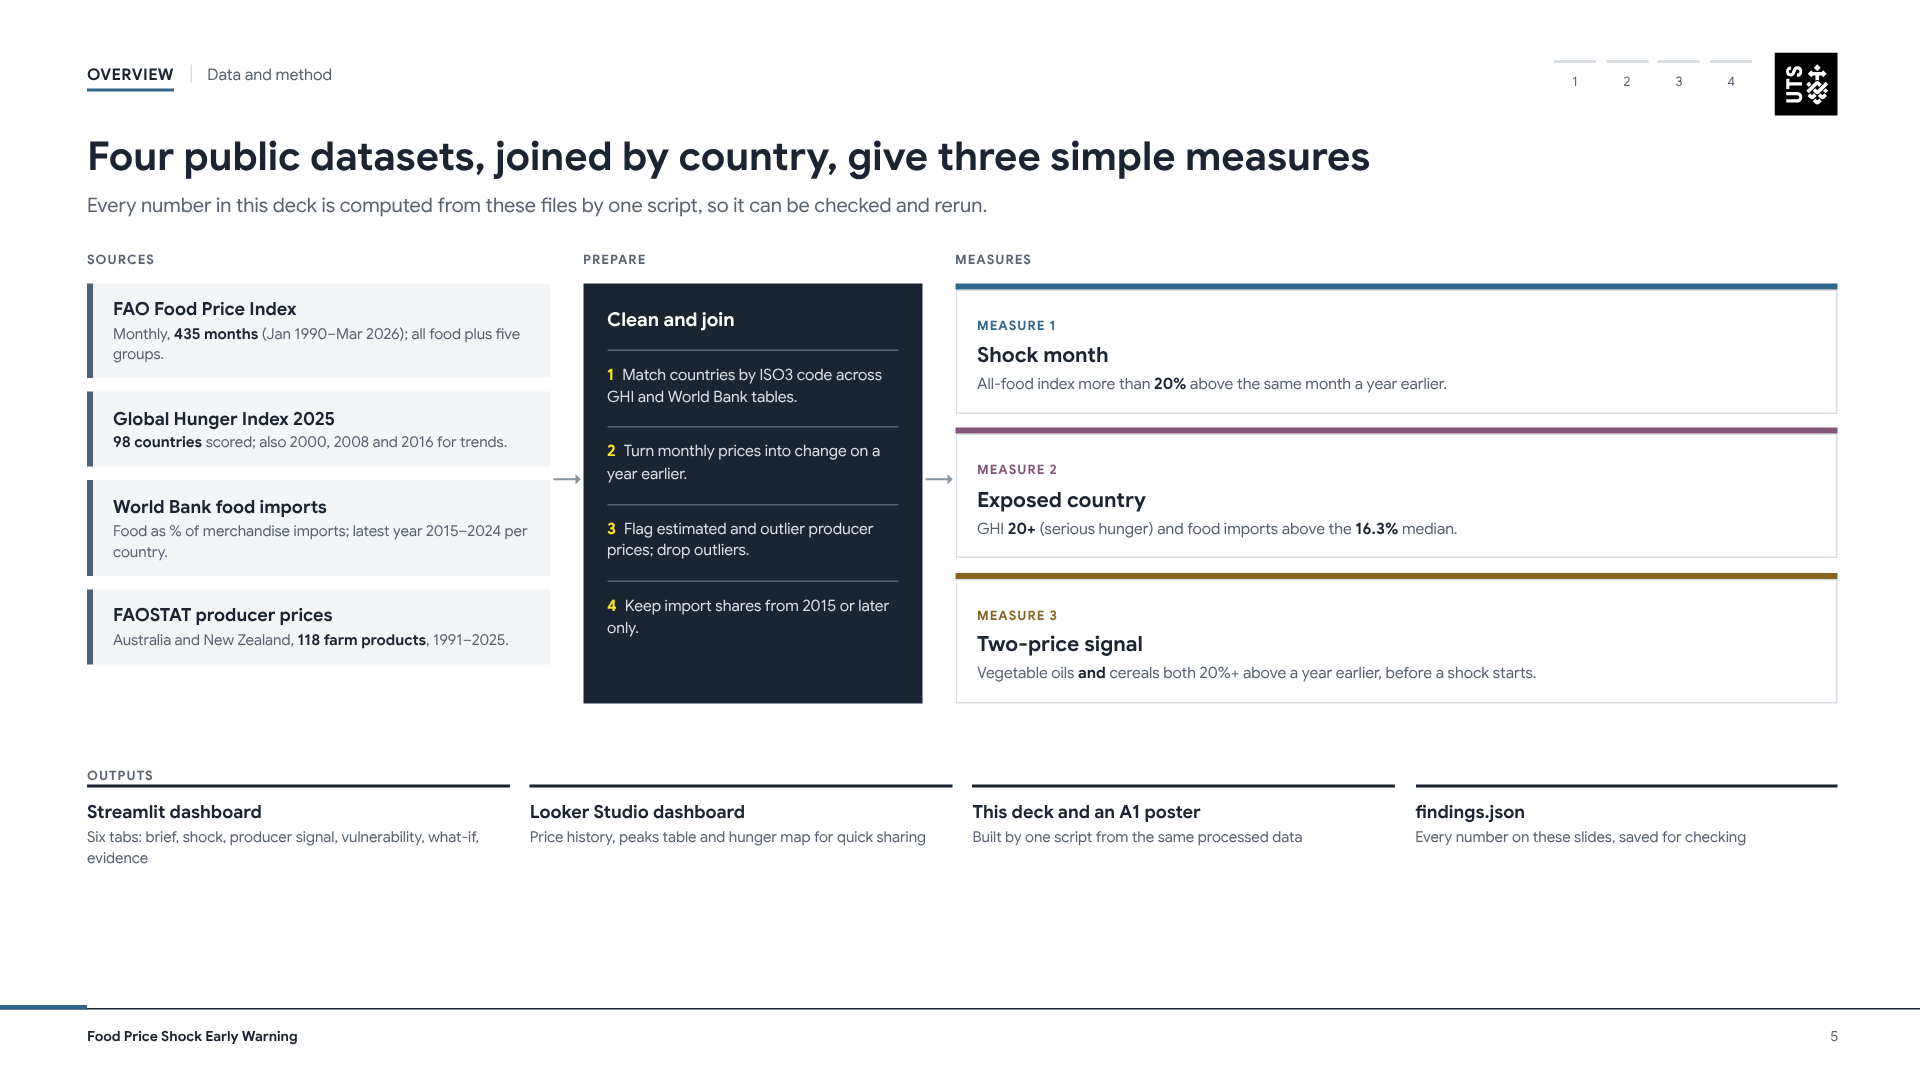 OVERVIEW
Data and method
1 2 3 4
UTS
Four public datasets, joined by country, give three simple measures
Every number in this deck is computed from these files by one script, so it can be checked and rerun.
SOURCES
FAO Food Price Index
Monthly, 435 months (Jan 1990–Mar 2026); all food plus five
groups.
Global Hunger Index 2025
98 countries scored; also 2000, 2008 and 2016 for trends.
World Bank food imports
Food as % of merchandise imports; latest year 2015–2024 per
country.
FAOSTAT producer prices
Australia and New Zealand, 118 farm products, 1991–2025.
PREPARE
Clean and join
1 Match countries by ISO3 code across
GHI and World Bank tables.
2 Turn monthly prices into change on a
year earlier.
3 Flag estimated and outlier producer
prices; drop outliers.
4 Keep import shares from 2015 or later
only.
MEASURES
MEASURE 1
Shock month
All-food index more than 20% above the same month a year earlier.
MEASURE 2
Exposed country
GHI 20+ (serious hunger) and food imports above the 16.3% median.
MEASURE 3
Two-price signal
Vegetable oils and cereals both 20%+ above a year earlier, before a shock starts.
OUTPUTS
Streamlit dashboard
Six tabs: brief, shock, producer signal, vulnerability, what-if,
evidence
Looker Studio dashboard
Price history, peaks table and hunger map for quick sharing
This deck and an A1 poster
Built by one script from the same processed data
findings.json
Every number on these slides, saved for checking
Food Price Shock Early Warning
5